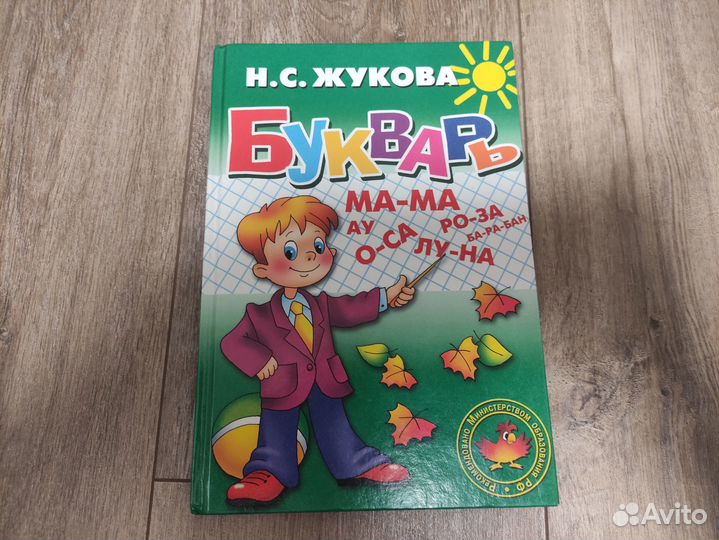 Н.С. ЖУКОВА
БУКВАРЬ
МА-МА
АУ
РО-ЗА
БА-РА-БАН
О-СА
ЛУ-НА
РЕКОМЕНДОВАНО МИНИСТЕРСТВОМ ОБРАЗОВАНИЯ РФ
Avito